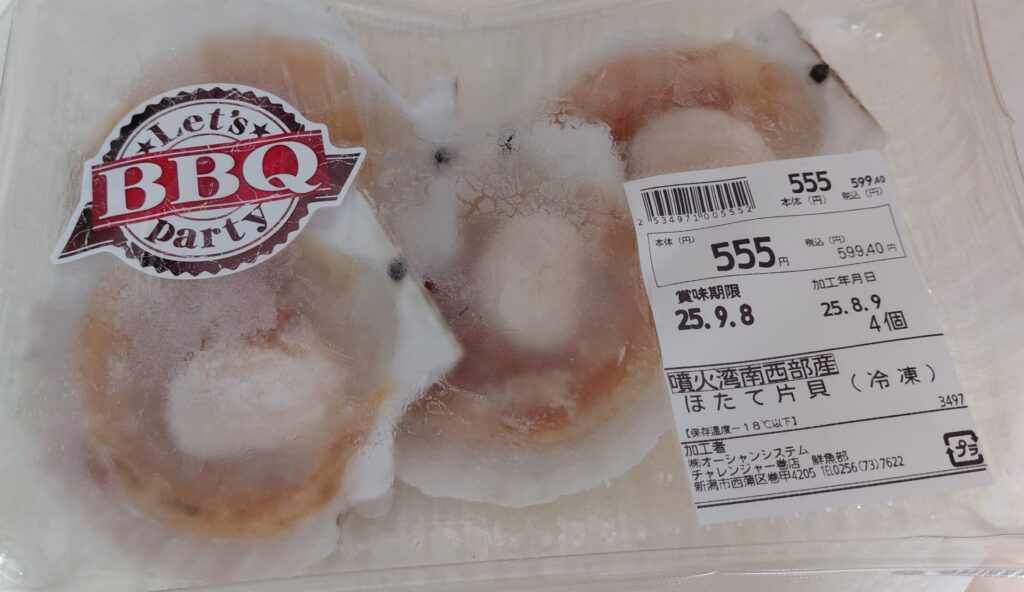 Let's
BBQ
party
555 599.40
本体(円) 税込(円)
2 534971 005552
本体(円) 税込(円)
555円 599.40円
賞味期限 加工年月日
25.9.8 25.8.9
4個
噴火湾南西部産
ほたて片貝(冷凍)
3497
【保存温度-18℃以下】
加工者
㈱オーシャンシステム
チャレンジャー巻店 鮮魚部
新潟市西蒲区巻甲4205 TEL0256(73)7622
プラ